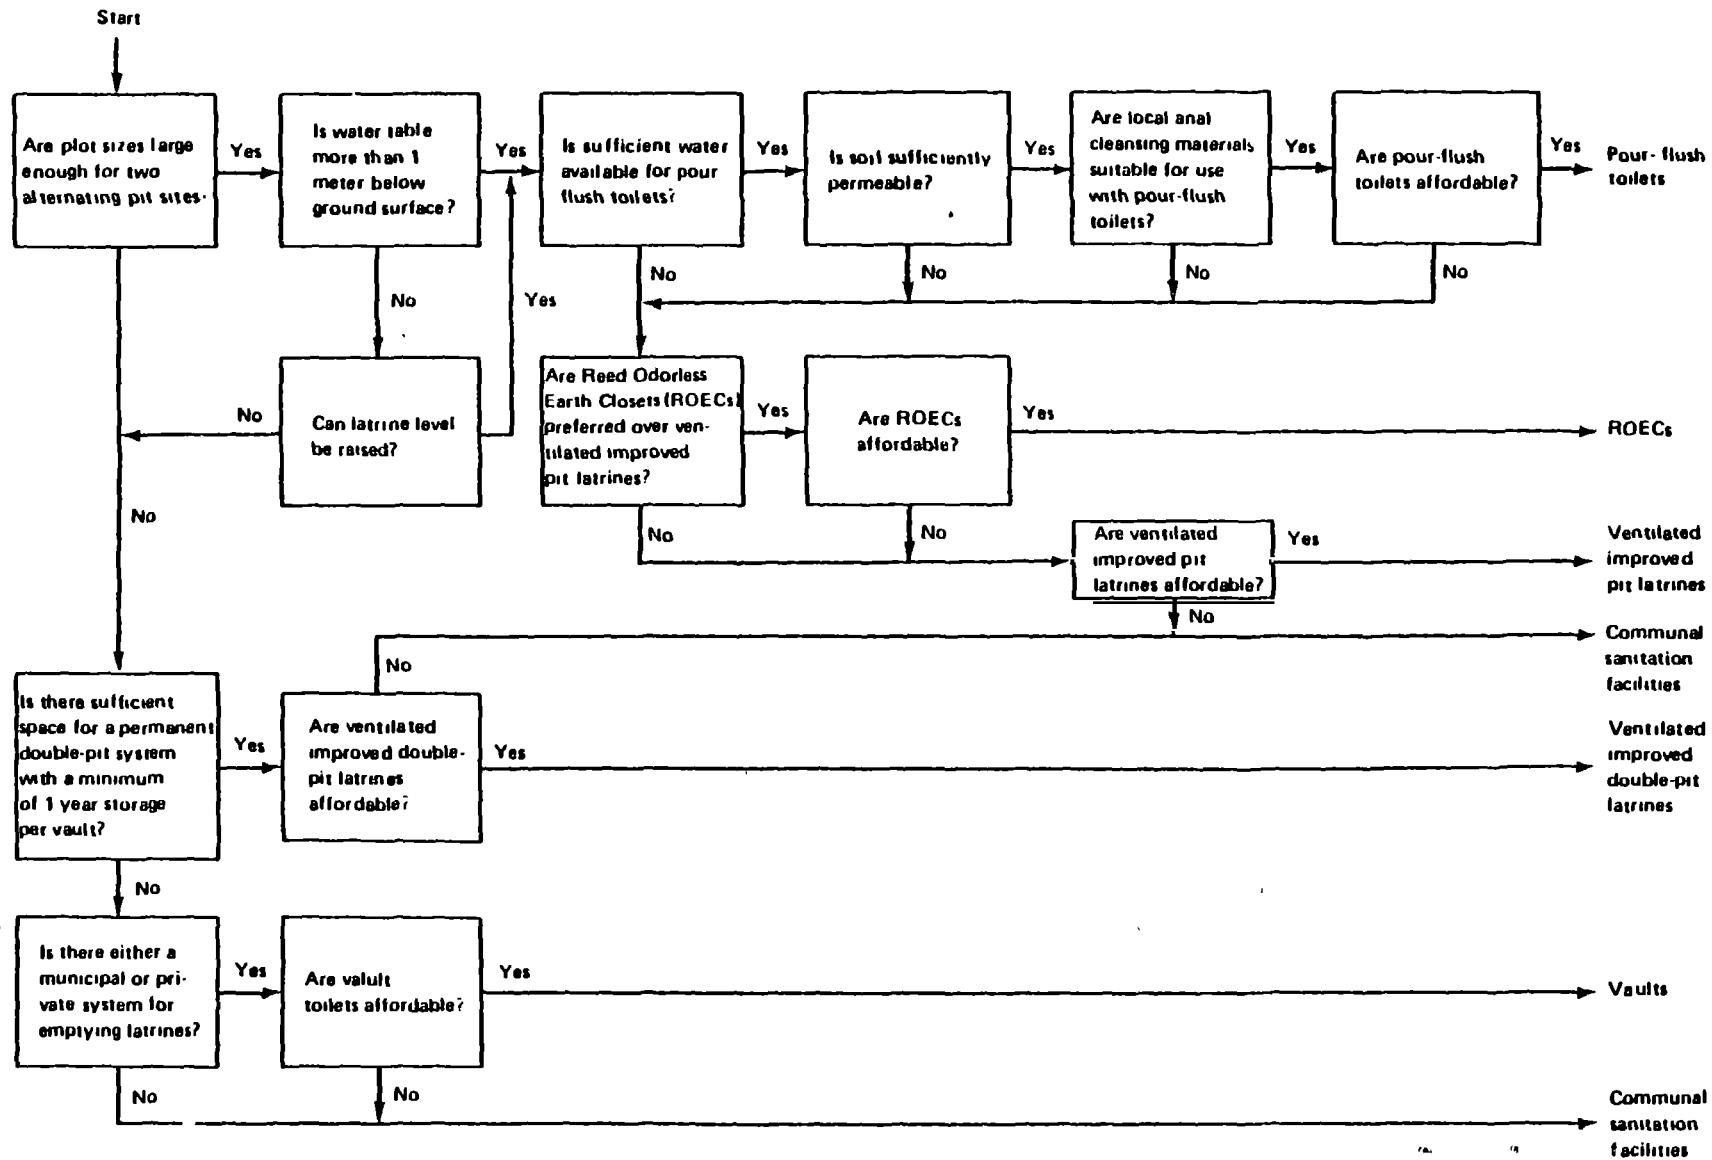 Start
Are plot sizes large
enough for two
alternating pit sites.
Yes
Is water table
more than 1
meter below
ground surface?
Yes
Is sufficient water
available for pour
flush toilets?
Yes
Is soil sufficiently
permeable?
Yes
Are local anal
cleansing materials
suitable for use
with pour-flush
toilets?
Yes
Are pour-flush
toilets affordable?
Yes
Pour-flush
toilets
No
Yes
No
No
No
No
No
Can latrine level
be raised?
Are Reed Odorless
Earth Closets (ROECs)
preferred over ven-
tilated improved
pit latrines?
Yes
Are ROECs
affordable?
Yes
ROECs
No
No
No
Are ventilated
improved pit
latrines affordable?
Yes
Ventilated
improved
pit latrines
No
Communal
sanitation
facilities
No
Is there sufficient
space for a permanent
double-pit system
with a minimum
of 1 year storage
per vault?
Yes
Are ventilated
improved double-
pit latrines
affordable?
Yes
Ventilated
improved
double-pit
latrines
No
Is there either a
municipal or pri-
vate system for
emptying latrines?
Yes
Are valult
toilets affordable?
Yes
Vaults
No
No
Communal
sanitation
facilities